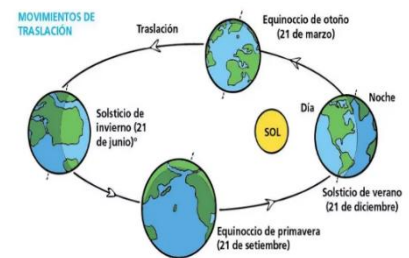 MOVIMIENTOS DE
TRASLACIÓN
Traslación
Equinoccio de otoño
(21 de marzo)
Solsticio de
invierno (21
de junio)º
SOL
Día
Noche
Solsticio de verano
(21 de diciembre)
Equinoccio de primavera
(21 de setiembre)